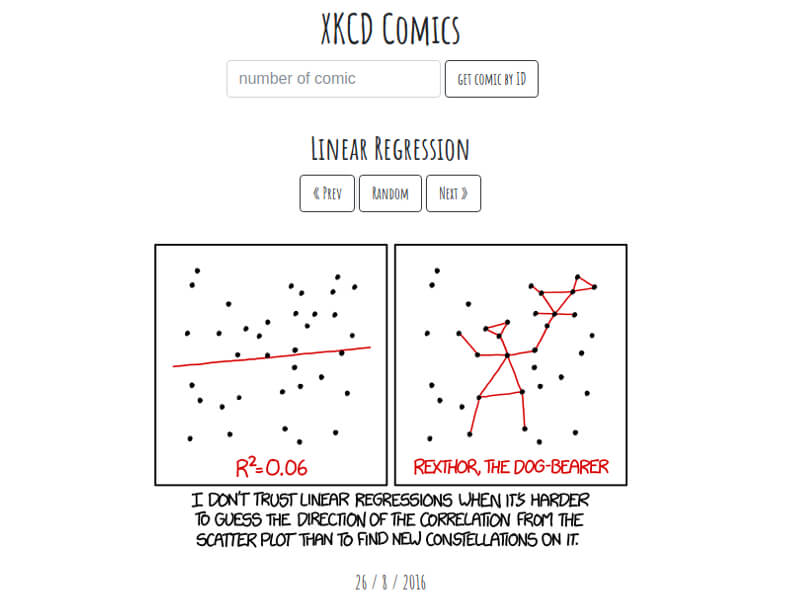 XKCD Comics
number of comic
get comic by ID
Linear Regression
« Prev
Random
Next »
R²=0.06
REXTHOR, THE DOG-BEARER
I DON'T TRUST LINEAR REGRESSIONS WHEN IT'S HARDER
TO GUESS THE DIRECTION OF THE CORRELATION FROM THE
SCATTER PLOT THAN TO FIND NEW CONSTELLATIONS ON IT.
26 / 8 / 2016